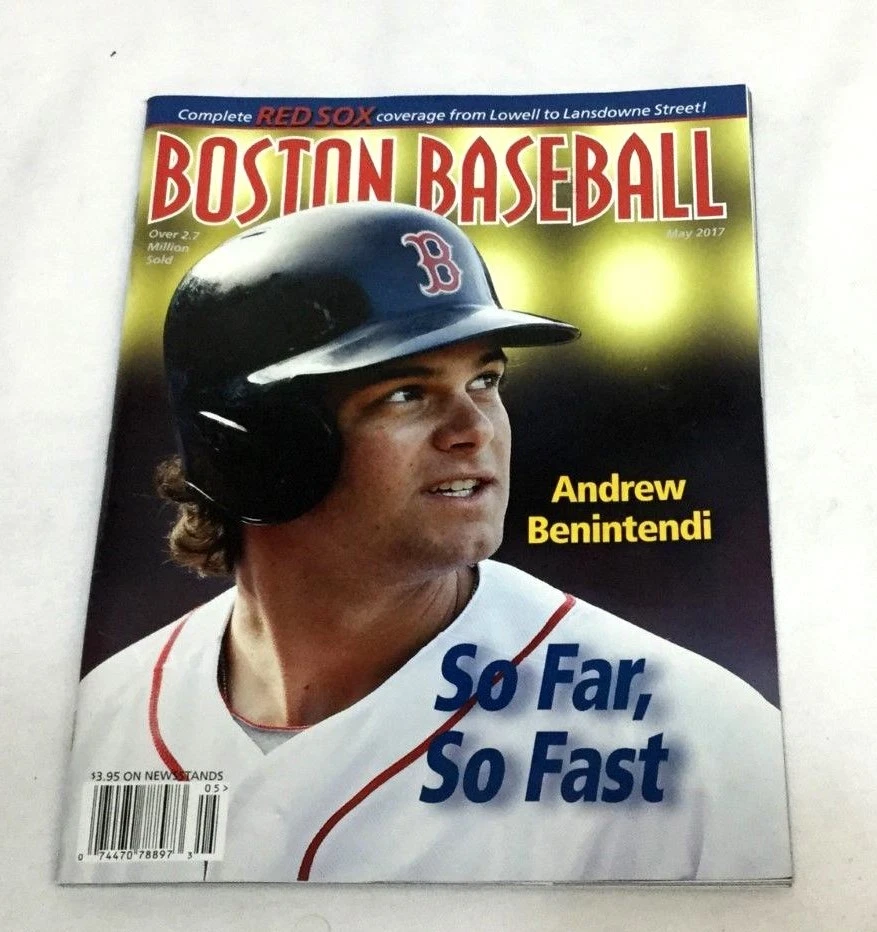 Complete RED SOX coverage from Lowell to Lansdowne Street!
BOSTON BASEBALL
Over 2.7
Million
Sold
May 2017
B
Andrew
Benintendi
So Far,
So Fast
$3.95 ON NEWSSTANDS
05>
0 74470 78897 3